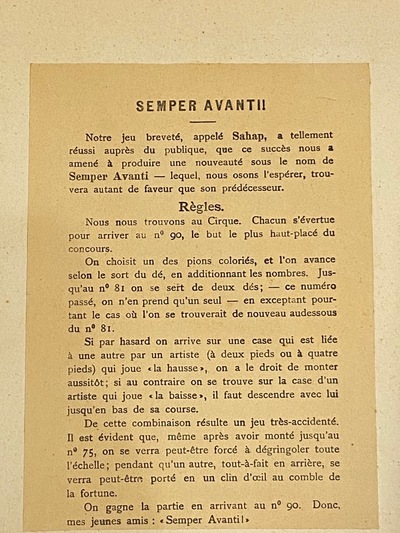 SEMPER AVANTI!
Notre jeu breveté, appelé Sahap, a tellement
réussi auprès du publique, que ce succès nous a
amené à produire une nouveauté sous le nom de
Semper Avanti — lequel, nous osons l'espérer, trou-
vera autant de faveur que son prédécesseur.
Règles.
Nous nous trouvons au Cirque. Chacun s'évertue
pour arriver au nº 90, le but le plus haut-placé du
concours.
On choisit un des pions coloriés, et l'on avance
selon le sort du dé, en additionnant les nombres. Jus-
qu'au nº 81 on se sert de deux dés; — ce numéro
passé, on n'en prend qu'un seul — en exceptant pour-
tant le cas où l'on se trouverait de nouveau audessous
du nº 81.
Si par hasard on arrive sur une case qui est liée
à une autre par un artiste (à deux pieds ou à quatre
pieds) qui joue «la hausse», on a le droit de monter
aussitôt; si au contraire on se trouve sur la case d'un
artiste qui joue «la baisse», il faut descendre avec lui
jusqu'en bas de sa course.
De cette combinaison résulte un jeu très-accidenté.
Il est évident que, même après avoir monté jusqu'au
nº 75, on se verra peut-être forcé à dégringoler toute
l'échelle; pendant qu'un autre, tout-à-fait en arrière, se
verra peut-être porté en un clin d'œil au comble de
la fortune.
On gagne la partie en arrivant au nº 90. Donc,
mes jeunes amis: «Semper Avanti!»